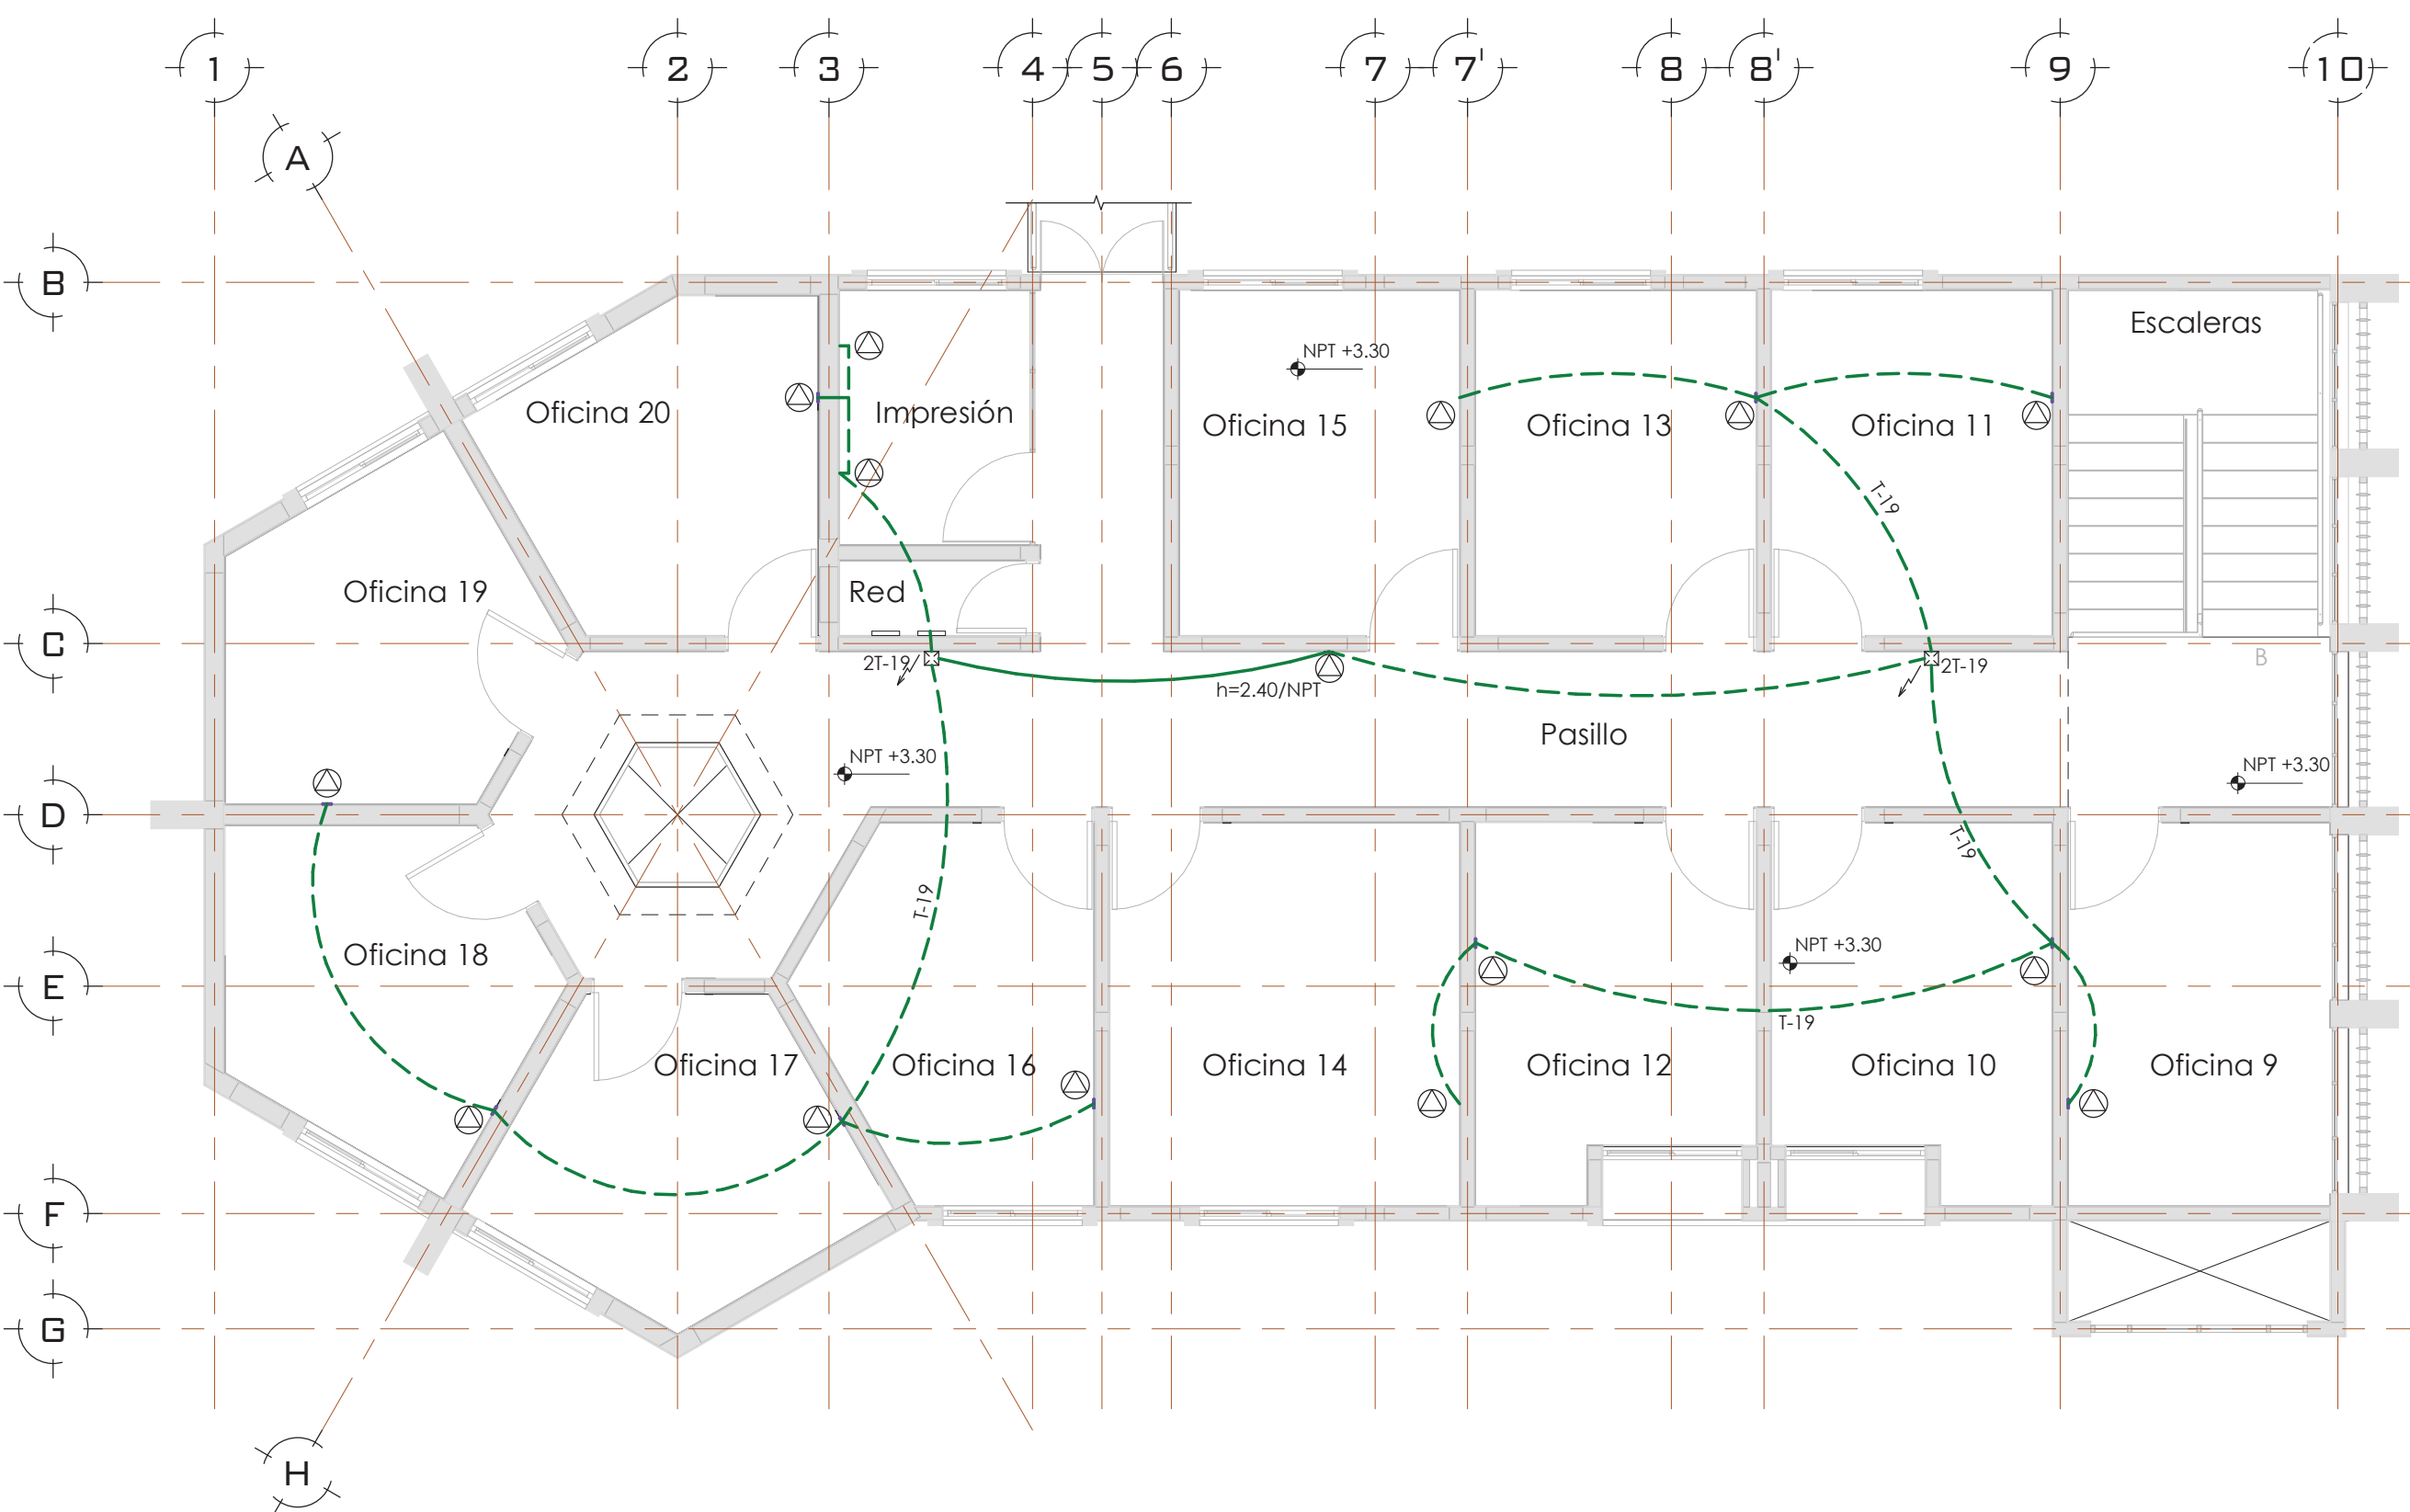 1 2 3 4 5 6 7 7' 8 8' 9 10
A
B
Escaleras
NPT +3.30
Oficina 20
Impresión
Oficina 15
Oficina 13
Oficina 11
T-19
Oficina 19
Red
C
2T-19
h=2.40/NPT
2T-19
B
Pasillo
NPT +3.30
NPT +3.30
D
T-19
T-19
Oficina 18
NPT +3.30
E
T-19
Oficina 17
Oficina 16
Oficina 14
Oficina 12
Oficina 10
Oficina 9
F
G
H